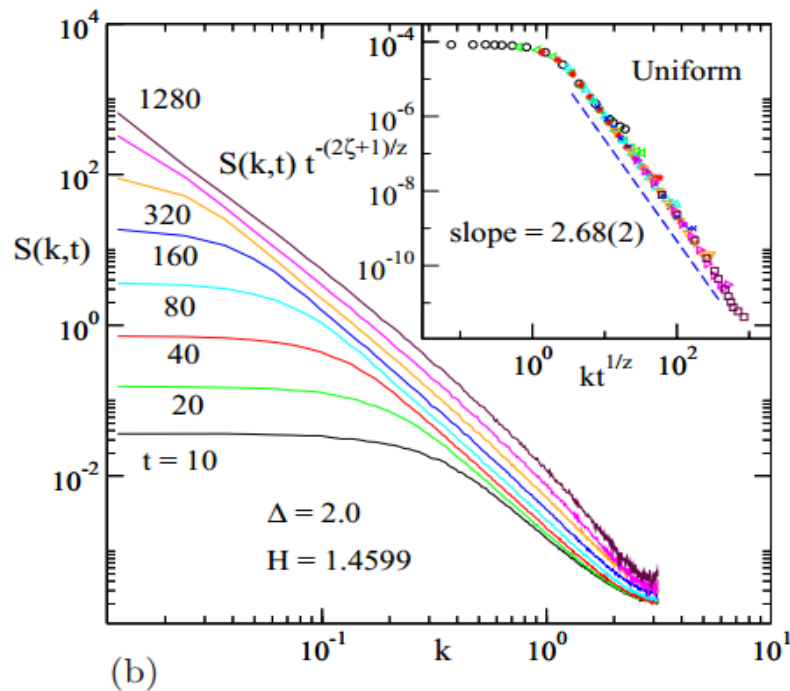 10^4
10^2
S(k,t)
10^0
10^-2
1280
320
160
80
40
20
t = 10
Δ = 2.0
H = 1.4599
10^-1
k
10^0
10^1
S(k,t) t^-(2ζ+1)/z
10^-4
10^-6
10^-8
10^-10
Uniform
slope = 2.68(2)
10^0
kt^1/z
10^2
(b)